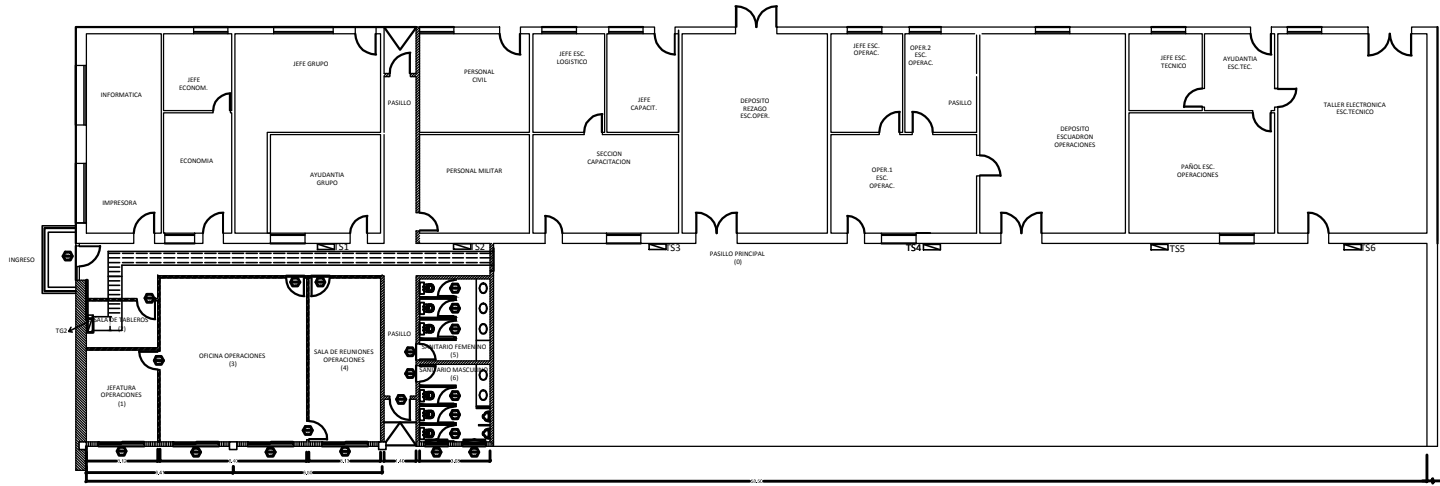 INFORMATICA
IMPRESORA
JEFE
ECONOM.
ECONOMIA
JEFE GRUPO
AYUDANTIA
GRUPO
PASILLO
PERSONAL
CIVIL
PERSONAL MILITAR
JEFE ESC.
LOGISTICO
JEFE
CAPACIT.
SECCION
CAPACITACION
DEPOSITO
REZAGO
ESC.OPER.
JEFE ESC.
OPERAC.
OPER.2
ESC.
OPERAC.
PASILLO
OPER.1
ESC.
OPERAC.
DEPOSITO
ESCUADRON
OPERACIONES
JEFE ESC.
TECNICO
AYUDANTIA
ESC.TEC.
PAÑOL ESC.
OPERACIONES
TALLER ELECTRONICA
ESC.TECNICO
TS1
TS2
TS3
TS4
TS5
TS6
PASILLO PRINCIPAL
(0)
INGRESO
TG2
SALA DE TABLEROS
JEFATURA
OPERACIONES
(1)
OFICINA OPERACIONES
(3)
SALA DE REUNIONES
OPERACIONES
(4)
PASILLO
SANITARIO FEMENINO
(5)
SANITARIO MASCULINO
(6)